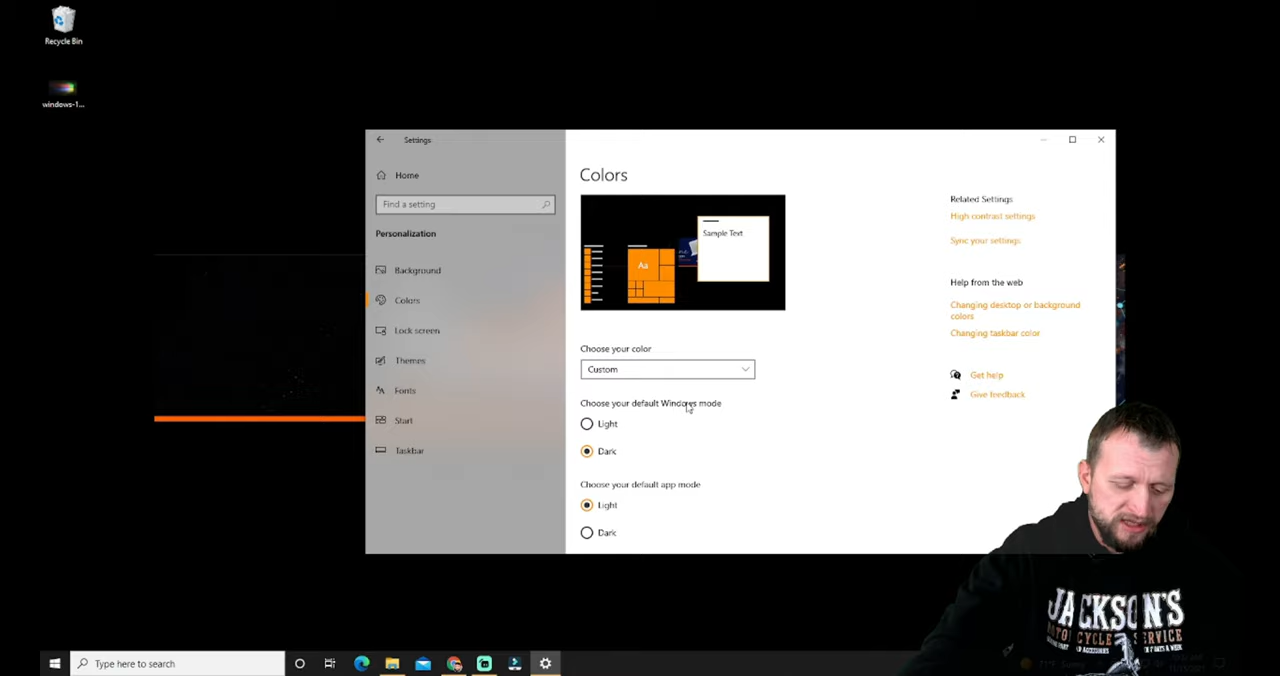 Recycle Bin
windows-1...
Settings
Home
Find a setting
Personalization
Background
Colors
Lock screen
Themes
Fonts
Start
Taskbar
Colors
Sample Text
Aa
Choose your color
Custom
Choose your default Windows mode
Light
Dark
Choose your default app mode
Light
Dark
Related Settings
High contrast settings
Sync your settings
Help from the web
Changing desktop or background
colors
Changing taskbar color
Get help
Give feedback
JACKSON'S
MOTORCYCLE SERVICE
Type here to search